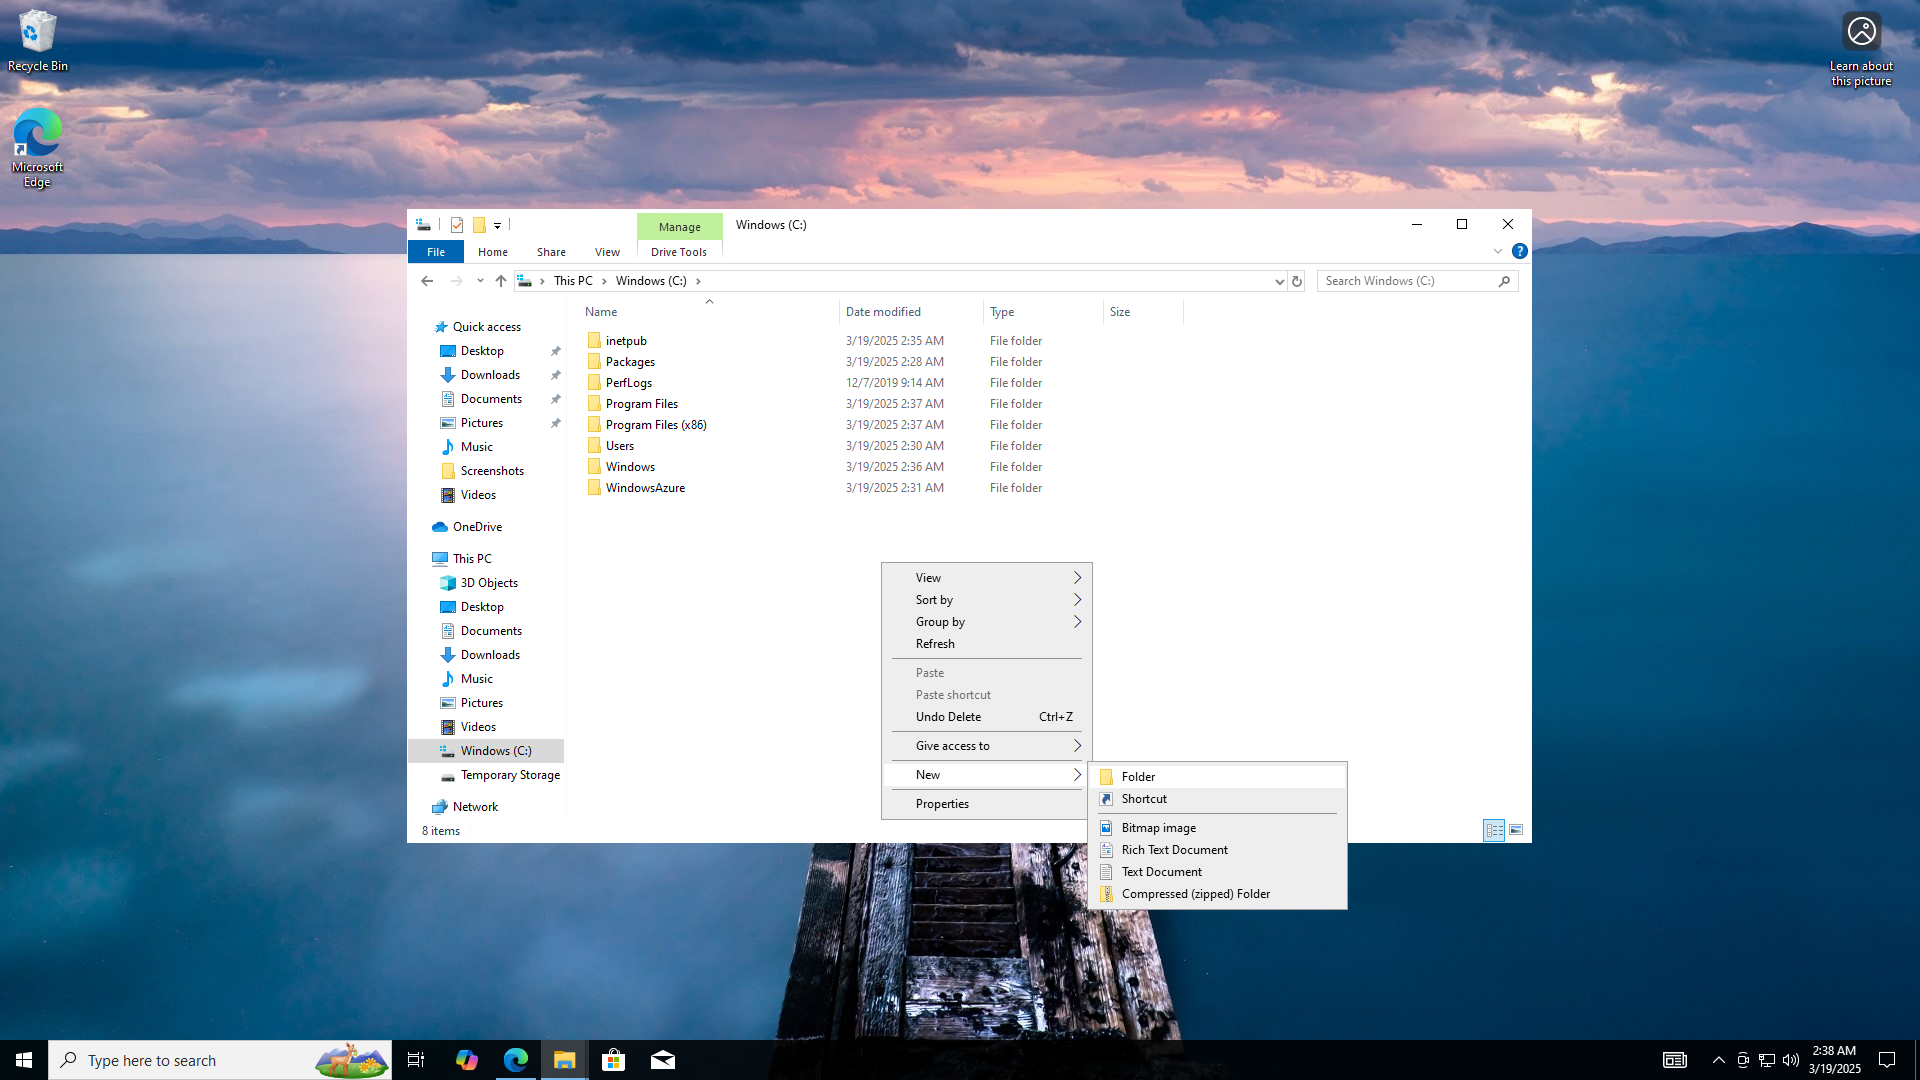 Recycle Bin
Microsoft
Edge
Learn about
this picture
Manage
Windows (C:)
File
Home
Share
View
Drive Tools
This PC
Windows (C:)
Search Windows (C:)
Name
Date modified
Type
Size
inetpub
3/19/2025 2:35 AM
File folder
Packages
3/19/2025 2:28 AM
File folder
PerfLogs
12/7/2019 9:14 AM
File folder
Program Files
3/19/2025 2:37 AM
File folder
Program Files (x86)
3/19/2025 2:37 AM
File folder
Users
3/19/2025 2:30 AM
File folder
Windows
3/19/2025 2:36 AM
File folder
WindowsAzure
3/19/2025 2:31 AM
File folder
Quick access
Desktop
Downloads
Documents
Pictures
Music
Screenshots
Videos
OneDrive
This PC
3D Objects
Desktop
Documents
Downloads
Music
Pictures
Videos
Windows (C:)
Temporary Storage
Network
8 items
View
Sort by
Group by
Refresh
Paste
Paste shortcut
Undo Delete Ctrl+Z
Give access to
New
Properties
Folder
Shortcut
Bitmap image
Rich Text Document
Text Document
Compressed (zipped) Folder
Type here to search
2:38 AM
3/19/2025